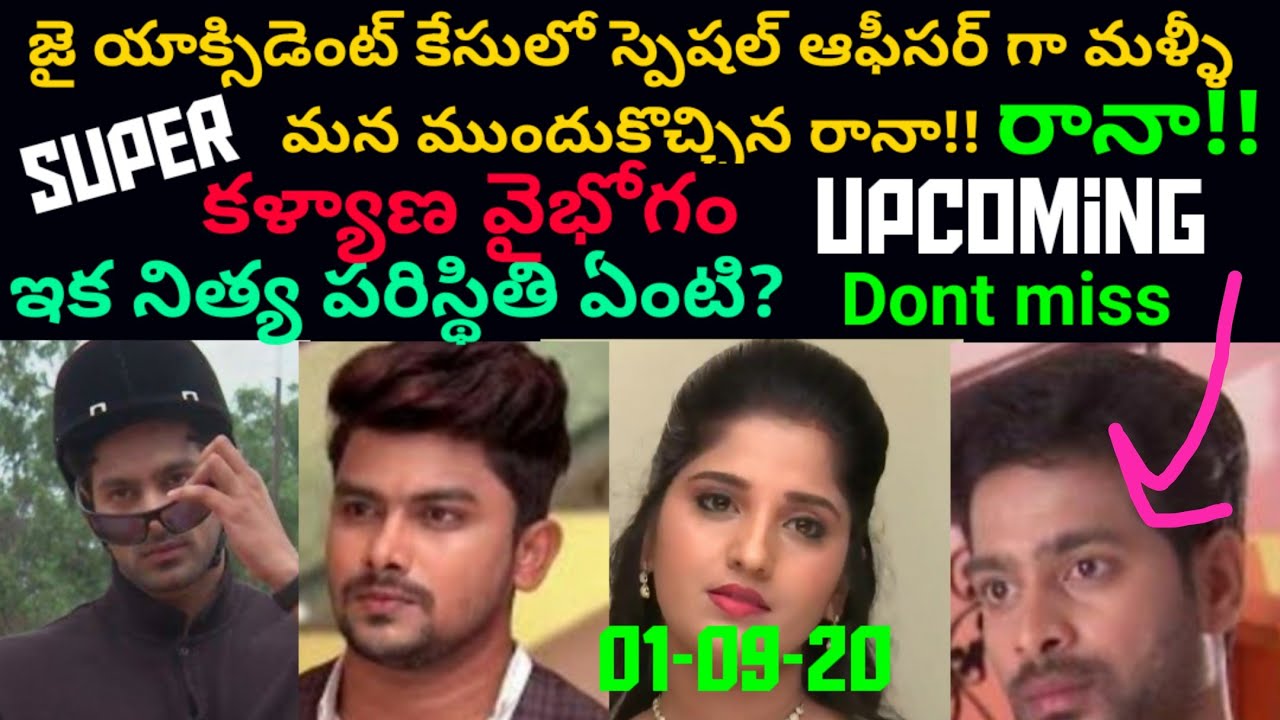 జై యాక్సిడెంట్ కేసులో స్పెషల్ ఆఫీసర్ గా మళ్ళీ
SUPER మన ముందుకొచ్చిన రానా!! రానా!!
కళ్యాణ వైభోగం UPCOMiNG
ఇక నిత్య పరిస్థితి ఏంటి? Dont miss
01-09-20